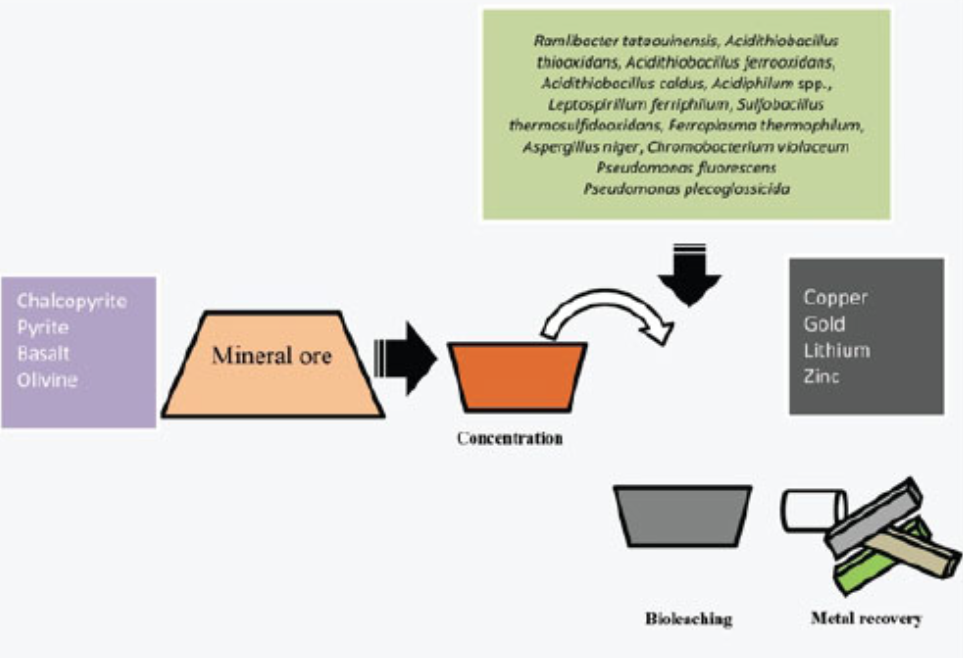 Ramlibacter tataouinensis, Acidithiobacillus
thiooxidans, Acidithiobacillus ferrooxidans,
Acidithiobacillus caldus, Acidiphilum spp.,
Leptospirillum ferriphilum, Sulfobacillus
thermosulfidooxidans, Ferroplasma thermophilum,
Aspergillus niger, Chromobacterium violaceum
Pseudomonas fluorescens
Pseudomonas plecoglossicida
Chalcopyrite
Pyrite
Basalt
Olivine
Mineral ore
Concentration
Copper
Gold
Lithium
Zinc
Bioleaching
Metal recovery